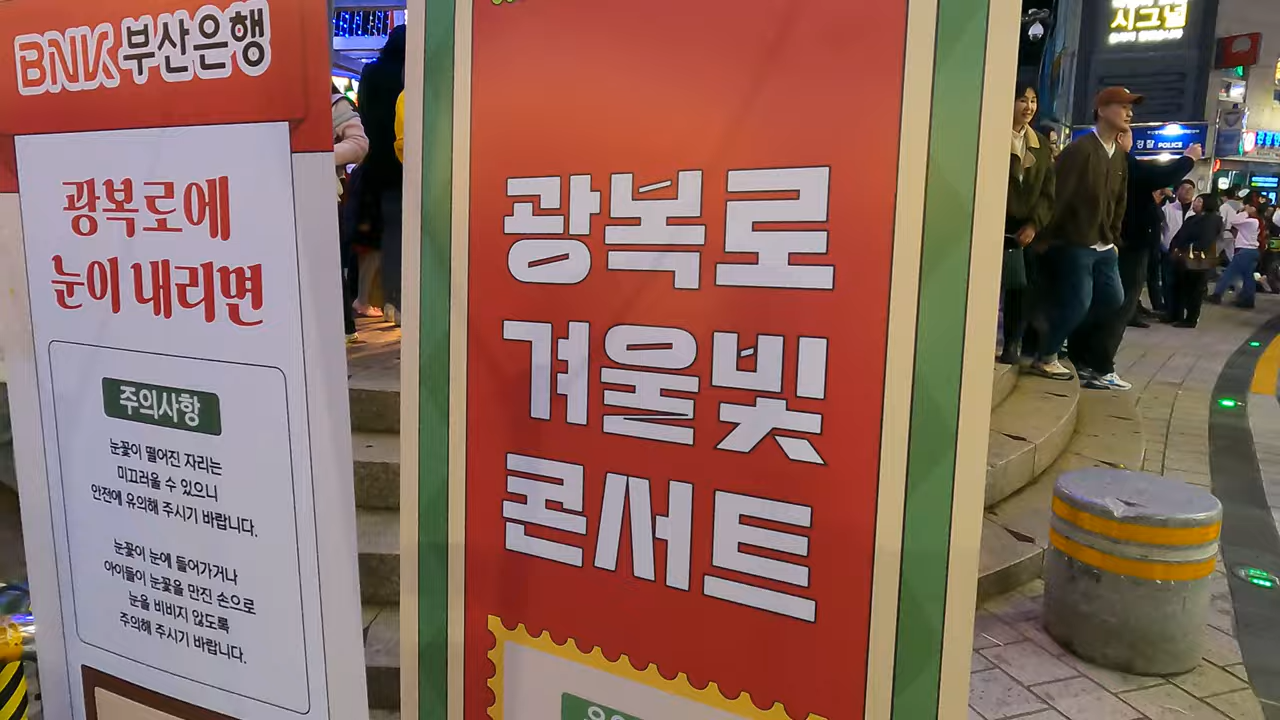 BNK 부산은행
광복로에
눈이 내리면
주의사항
눈꽃이 떨어진 자리는
미끄러울 수 있으니
안전에 유의해 주시기 바랍니다.
눈꽃이 눈에 들어가거나
아이들이 눈꽃을 만진 손으로
눈을 비비지 않도록
주의해 주시기 바랍니다.
광복로
겨울빛
콘서트
시그널
경찰 POLICE